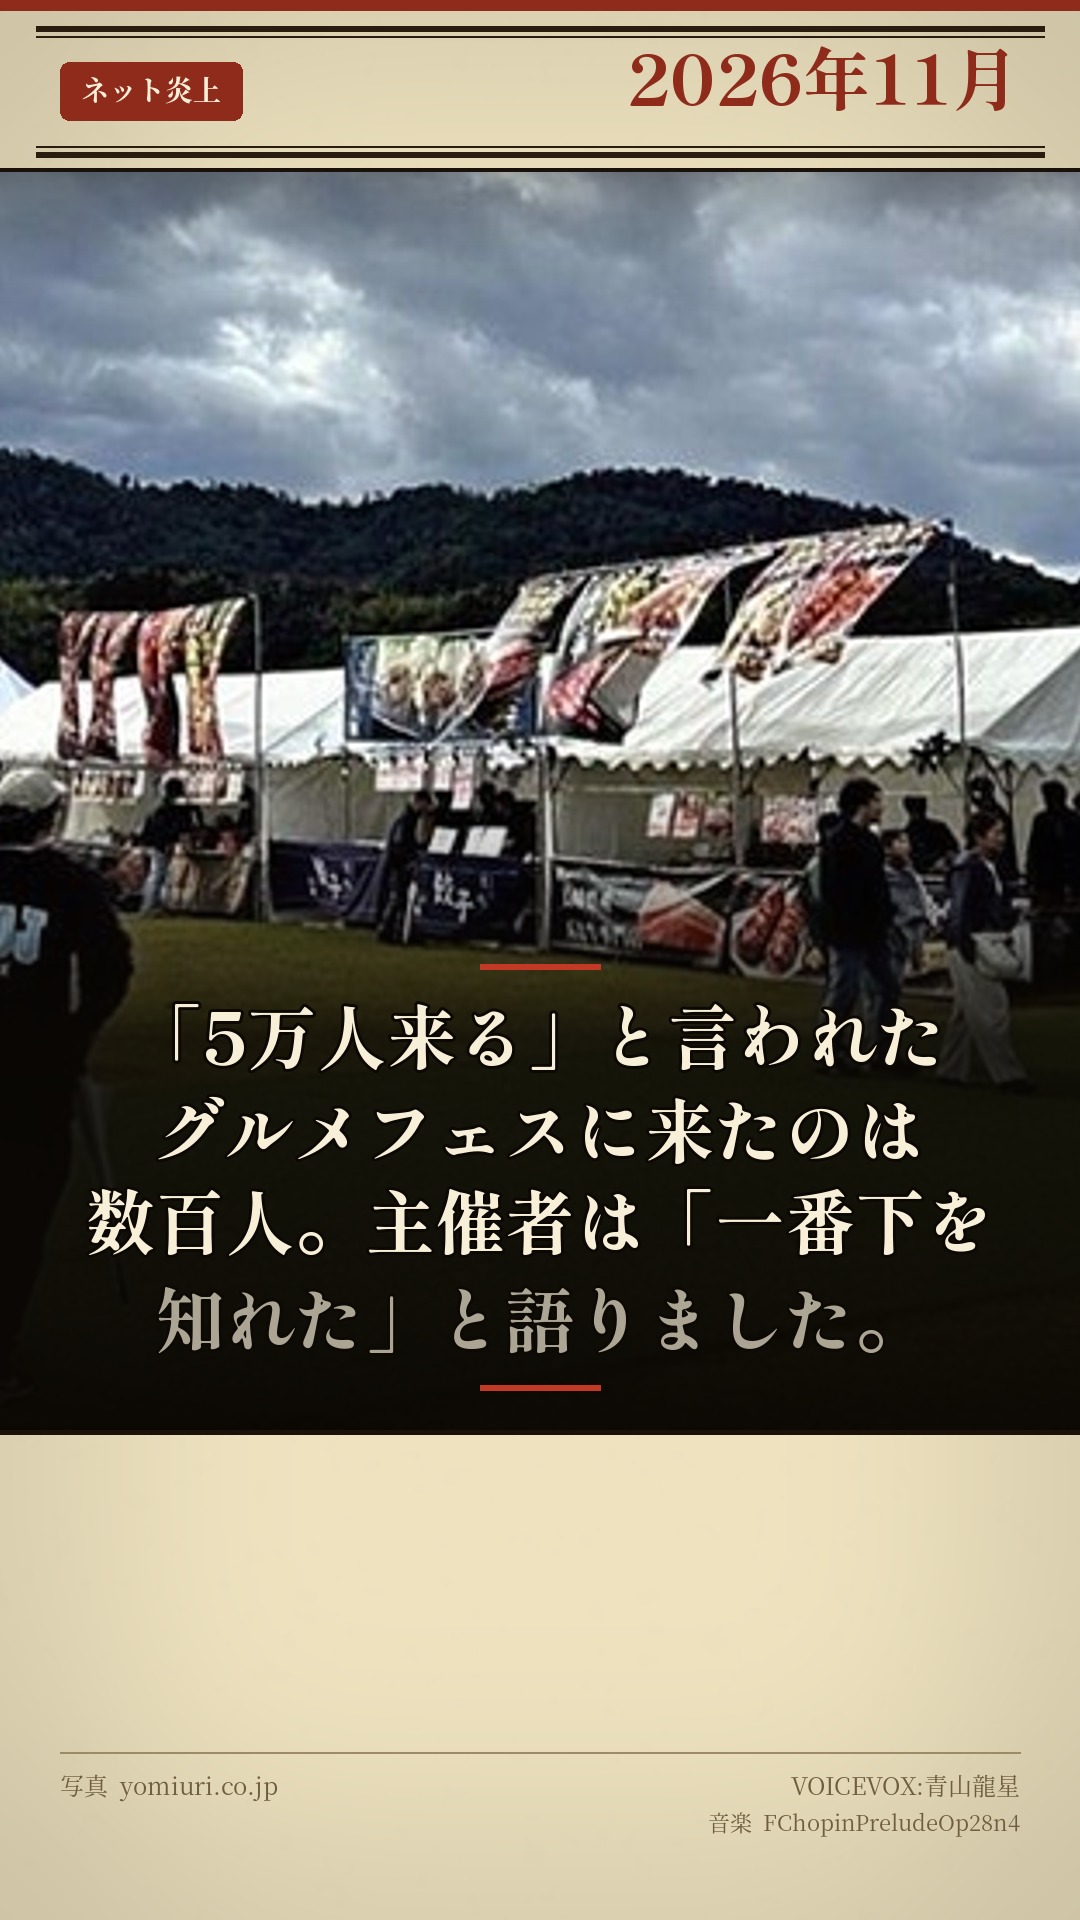 ネット炎上
2026年11月
餃子
「5万人来る」と言われた
グルメフェスに来たのは
数百人。主催者は「一番下を
知れた」と語りました。
写真 yomiuri.co.jp
VOICEVOX:青山龍星
音楽 FChopinPreludeOp28n4